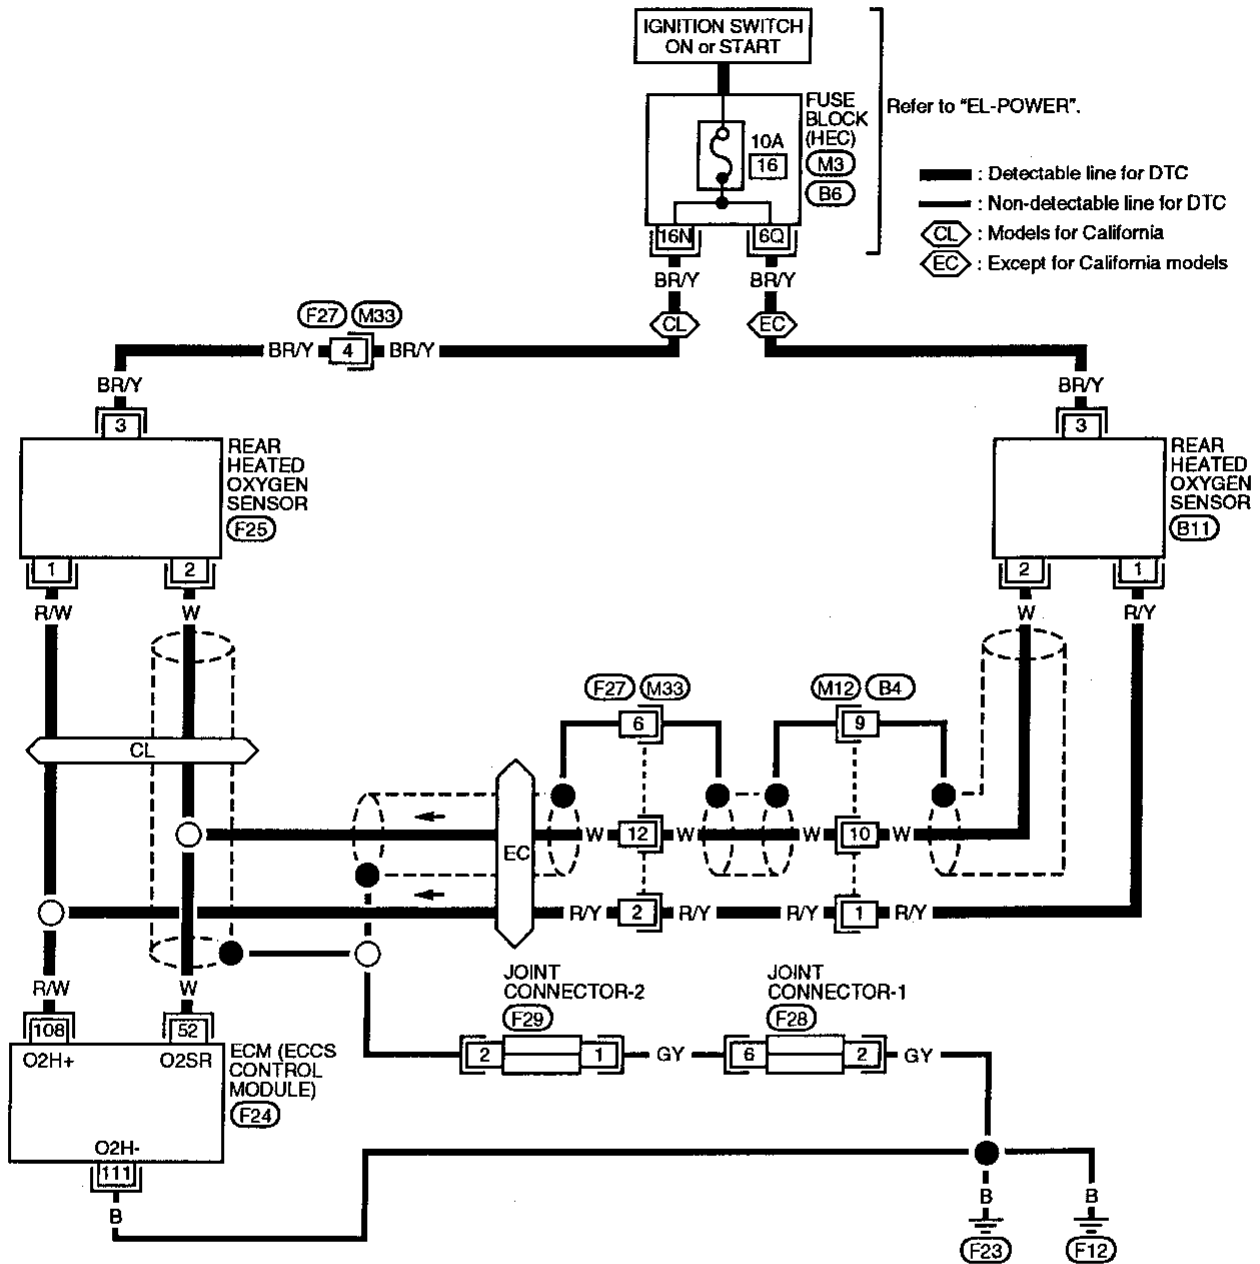 IGNITION SWITCH
ON or START
FUSE
BLOCK
(HEC)
M3
B6
10A
16
Refer to "EL-POWER".
: Detectable line for DTC
: Non-detectable line for DTC
CL : Models for California
EC : Except for California models
16N 6Q
BR/Y BR/Y
CL EC
F27 M33
BR/Y 4 BR/Y
BR/Y BR/Y
3 3
REAR
HEATED
OXYGEN
SENSOR
F25
REAR
HEATED
OXYGEN
SENSOR
B11
1 2 2 1
R/W W W R/Y
F27 M33 M12 B4
6 9
CL
EC
W 12 W W 10 W
R/Y 2 R/Y R/Y 1 R/Y
R/W W
JOINT
CONNECTOR-2
F29
JOINT
CONNECTOR-1
F28
108 52
O2H+ O2SR
ECM (ECCS
CONTROL
MODULE)
F24
2 1 GY 6 2 GY
O2H-
111
B B B
F23 F12